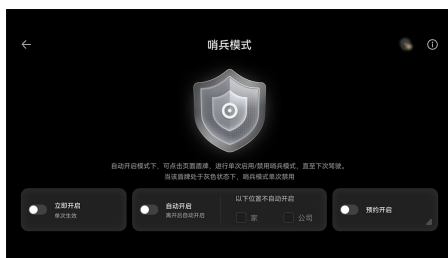 哨兵模式
自动开启模式下，可点击页面盾牌，进行单次启用/禁用哨兵模式，直至下次驾驶。
当该盾牌处于灰色状态下，哨兵模式单次禁用
立即开启
单次生效
自动开启
离开后自动开启
以下位置不自动开启
家
公司
预约开启